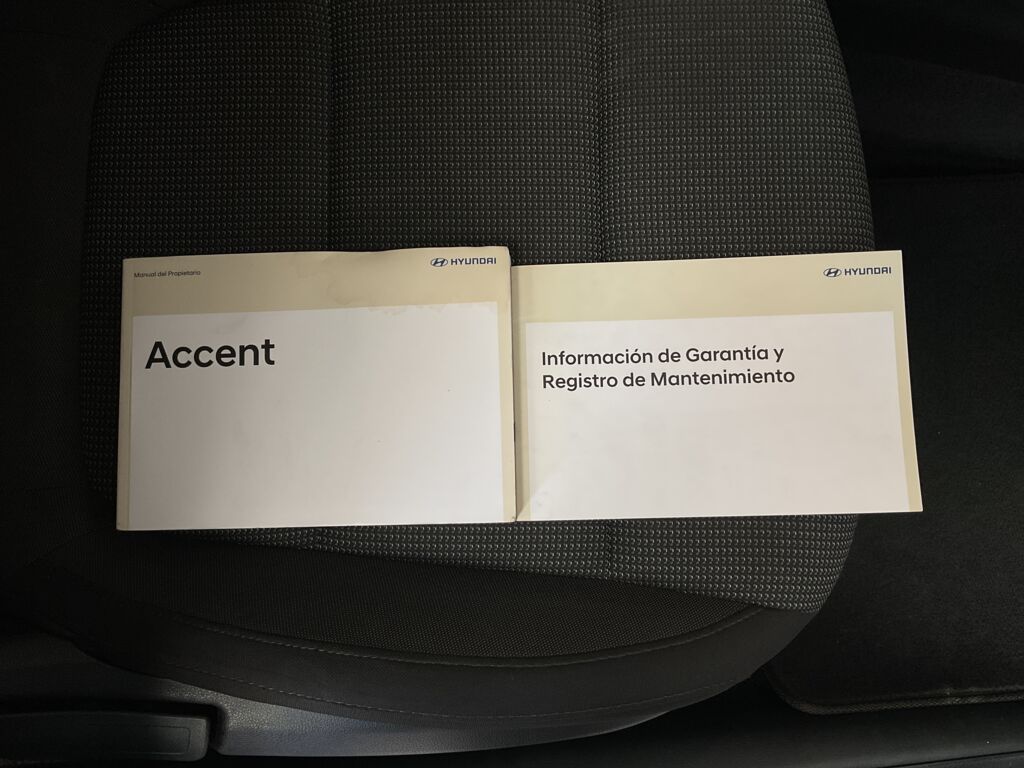 Manual del Propietario
HYUNDAI
Accent
HYUNDAI
Información de Garantía y
Registro de Mantenimiento